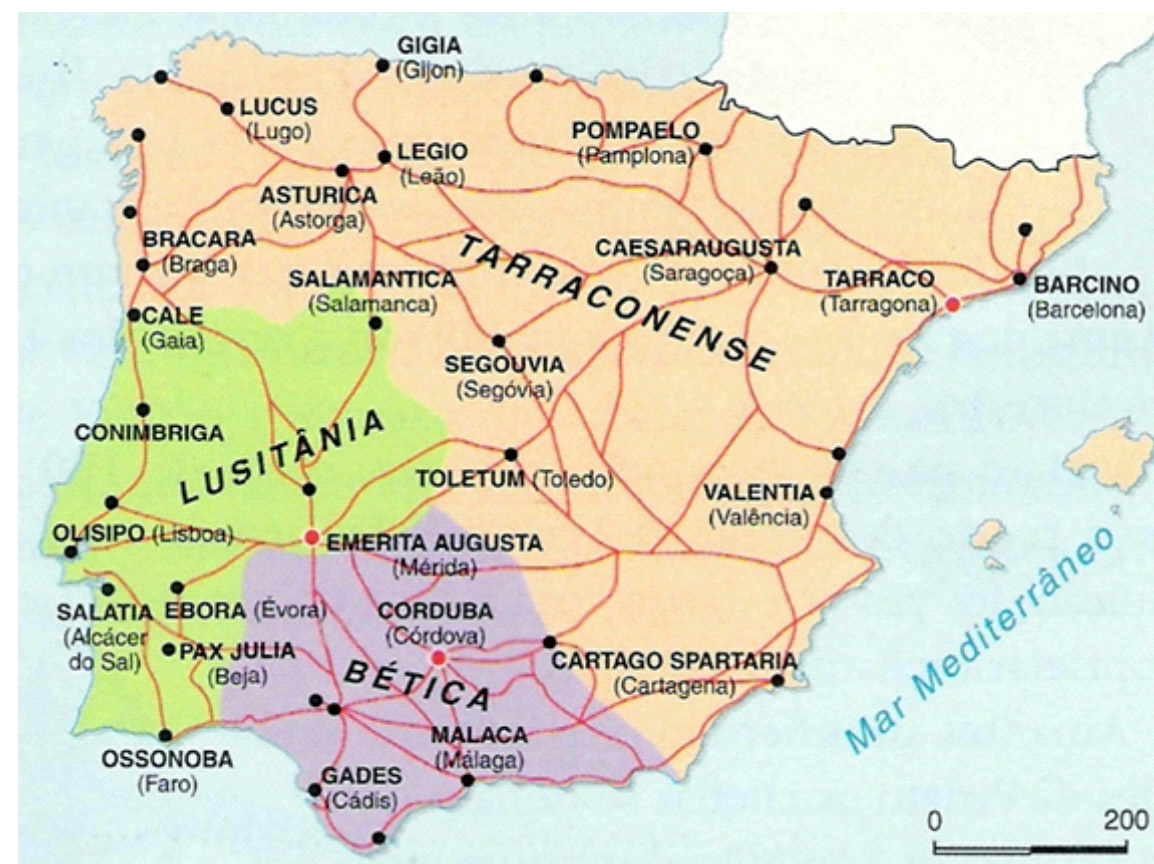 GIGIA
(Gijon)
LUCUS
(Lugo)
POMPAELO
(Pamplona)
LEGIO
(Leão)
ASTURICA
(Astorga)
BRACARA
(Braga)
TARRACONENSE
CAESARAUGUSTA
(Saragoça)
SALAMANTICA
(Salamanca)
TARRACO
(Tarragona)
BARCINO
(Barcelona)
CALE
(Gaia)
SEGOUVIA
(Segóvia)
CONIMBRIGA
LUSITÂNIA
TOLETUM (Toledo)
VALENTIA
(Valência)
OLISIPO (Lisboa)
EMERITA AUGUSTA
(Mérida)
Mar Mediterrâneo
SALATIA
(Alcácer
do Sal)
EBORA (Évora)
CORDUBA
(Córdova)
PAX JULIA
(Beja)
BÉTICA
CARTAGO SPARTARIA
(Cartagena)
OSSONOBA
(Faro)
MALACA
(Málaga)
GADES
(Cádis)
0 200